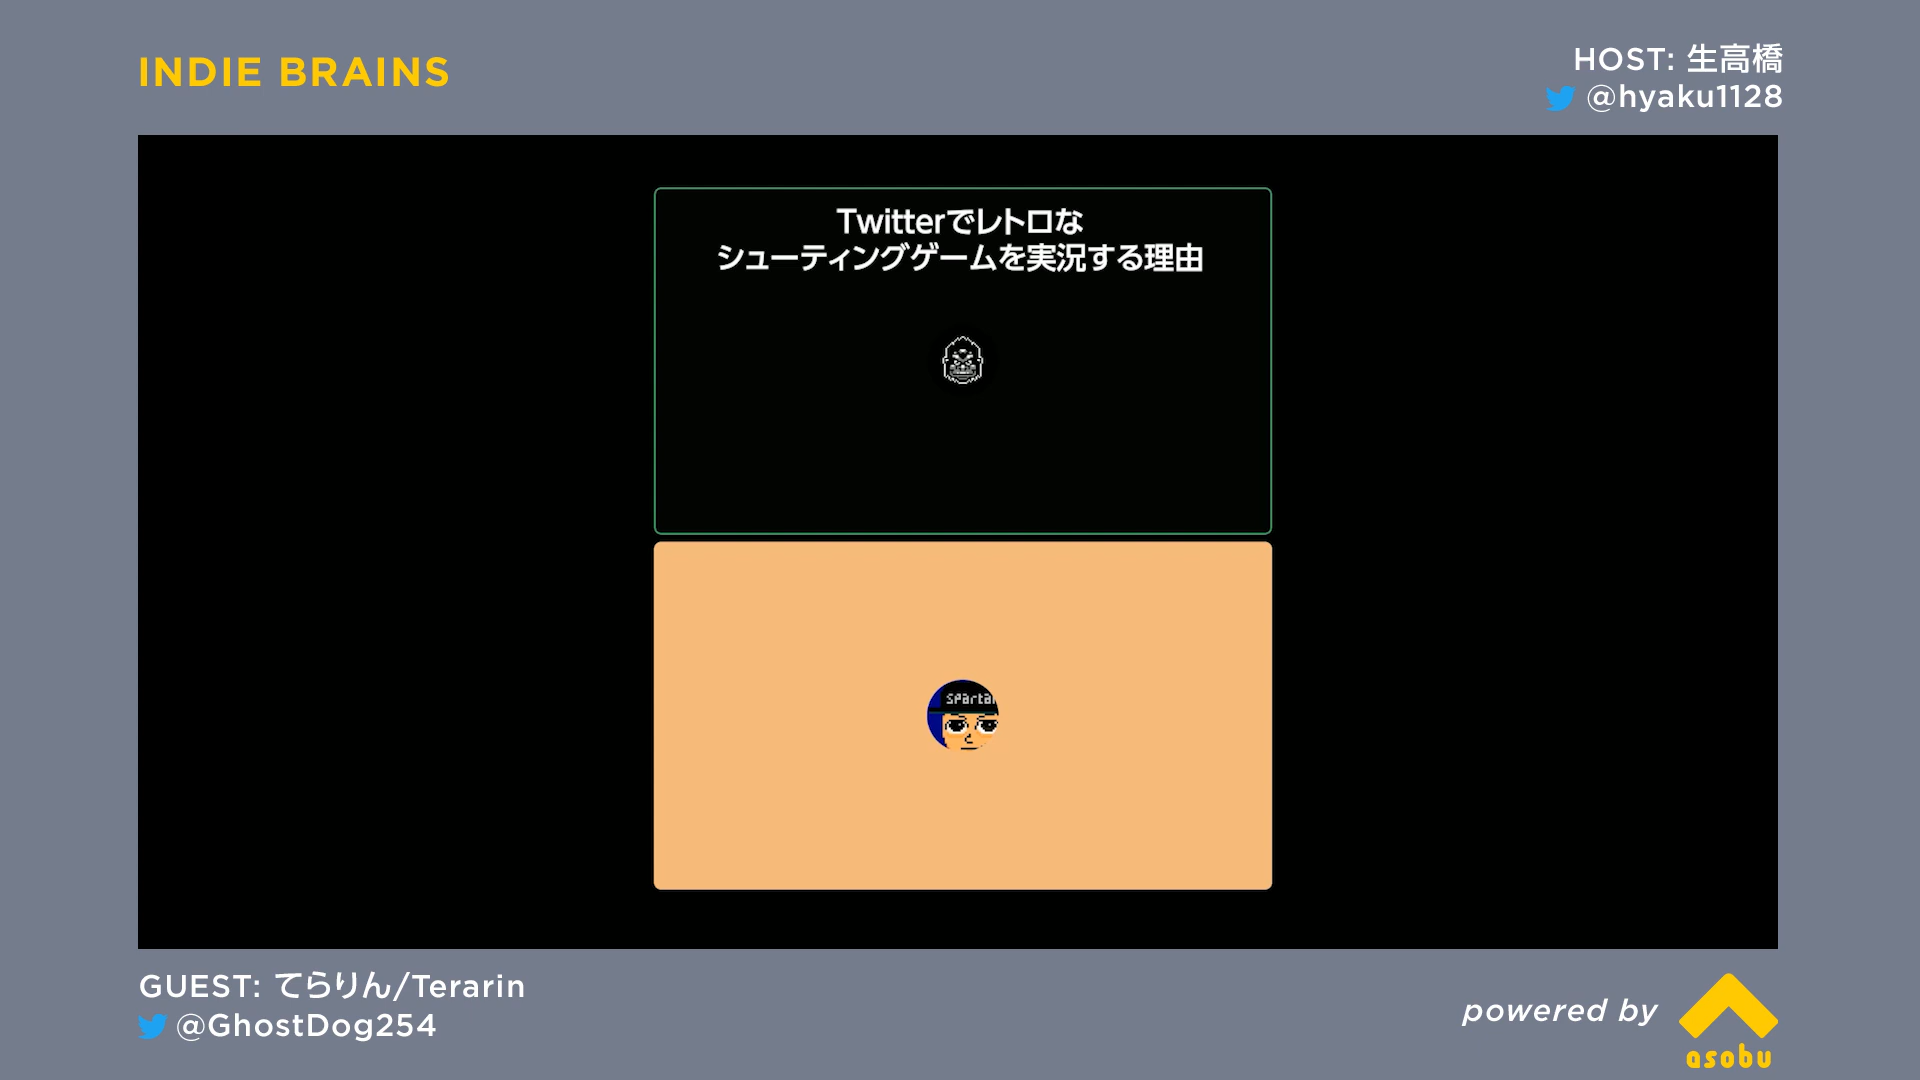 INDIE BRAINS
HOST: 生高橋
@hyaku1128
Twitterでレトロな
シューティングゲームを実況する理由
GUEST: てらりん/Terarin
@GhostDog254
powered by
asobu